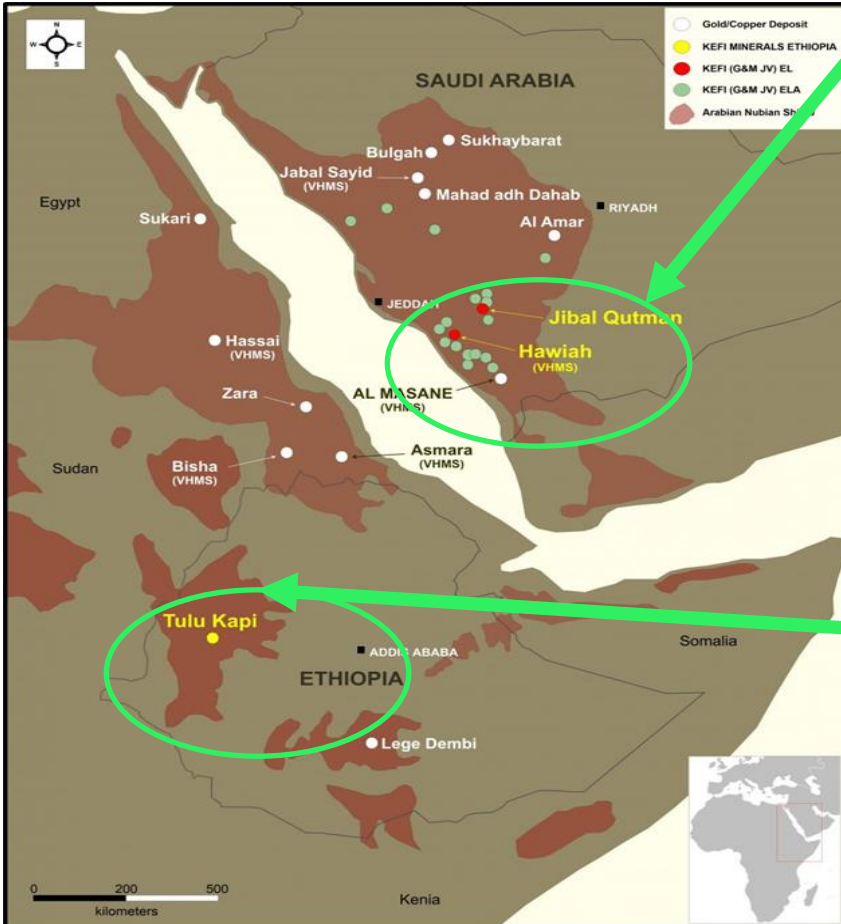 N
W
E
S
Gold/Copper Deposit
KEFI MINERALS ETHIOPIA
KEFI (G&M JV) EL
KEFI (G&M JV) ELA
Arabian Nubian
SAUDI ARABIA
Sukhaybarat
Bulgah
Jabal Sayid
(VHMS)
Mahad adh Dahab
Egypt
Sukari
RIYADH
Al Amar
JEDDAH
Jibal Qutman
Hassai
(VHMS)
Hawiah
(VHMS)
AL MASANE
(VHMS)
Zara
Asmara
(VHMS)
Bisha
(VHMS)
Sudan
Tulu Kapi
ADDIS ABABA
Somalia
ETHIOPIA
Lege Dembi
0
200
500
kilometers
Kenia